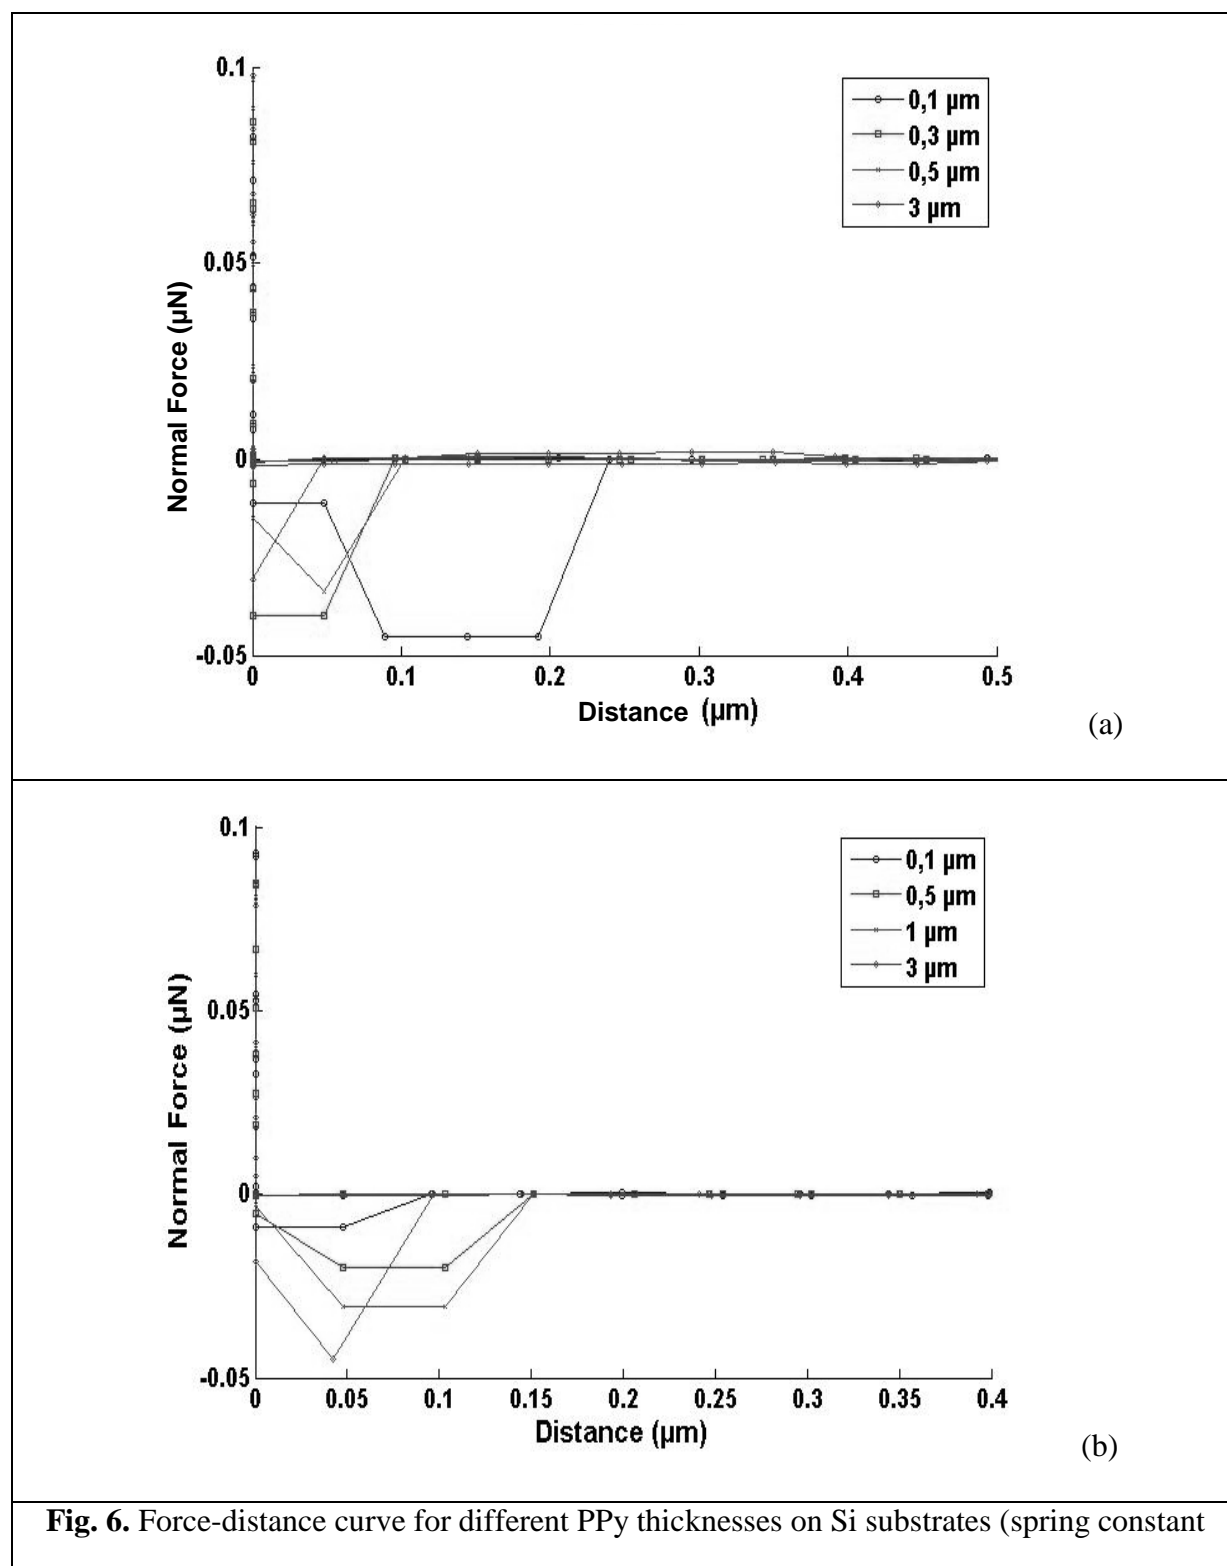 0.1
0,1 µm
0,3 µm
0,5 µm
3 µm
0.05
Normal Force (µN)
0
-0.05
0 0.1 0.2 0.3 0.4 0.5
Distance (µm)
(a)
0.1
0,1 µm
0,5 µm
1 µm
3 µm
0.05
Normal Force (µN)
0
-0.05
0 0.05 0.1 0.15 0.2 0.25 0.3 0.35 0.4
Distance (µm)
(b)
Fig. 6. Force-distance curve for different PPy thicknesses on Si substrates (spring constant